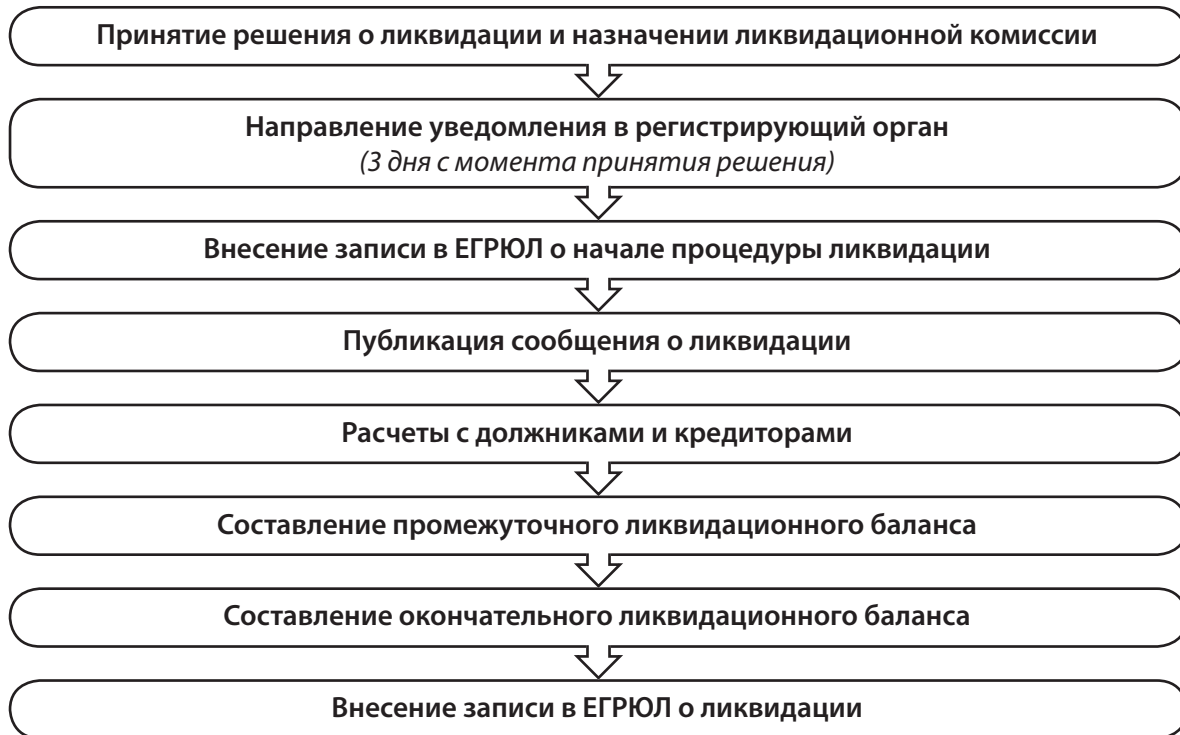 Принятие решения о ликвидации и назначении ликвидационной комиссии
Направление уведомления в регистрирующий орган
(3 дня с момента принятия решения)
Внесение записи в ЕГРЮЛ о начале процедуры ликвидации
Публикация сообщения о ликвидации
Расчеты с должниками и кредиторами
Составление промежуточного ликвидационного баланса
Составление окончательного ликвидационного баланса
Внесение записи в ЕГРЮЛ о ликвидации